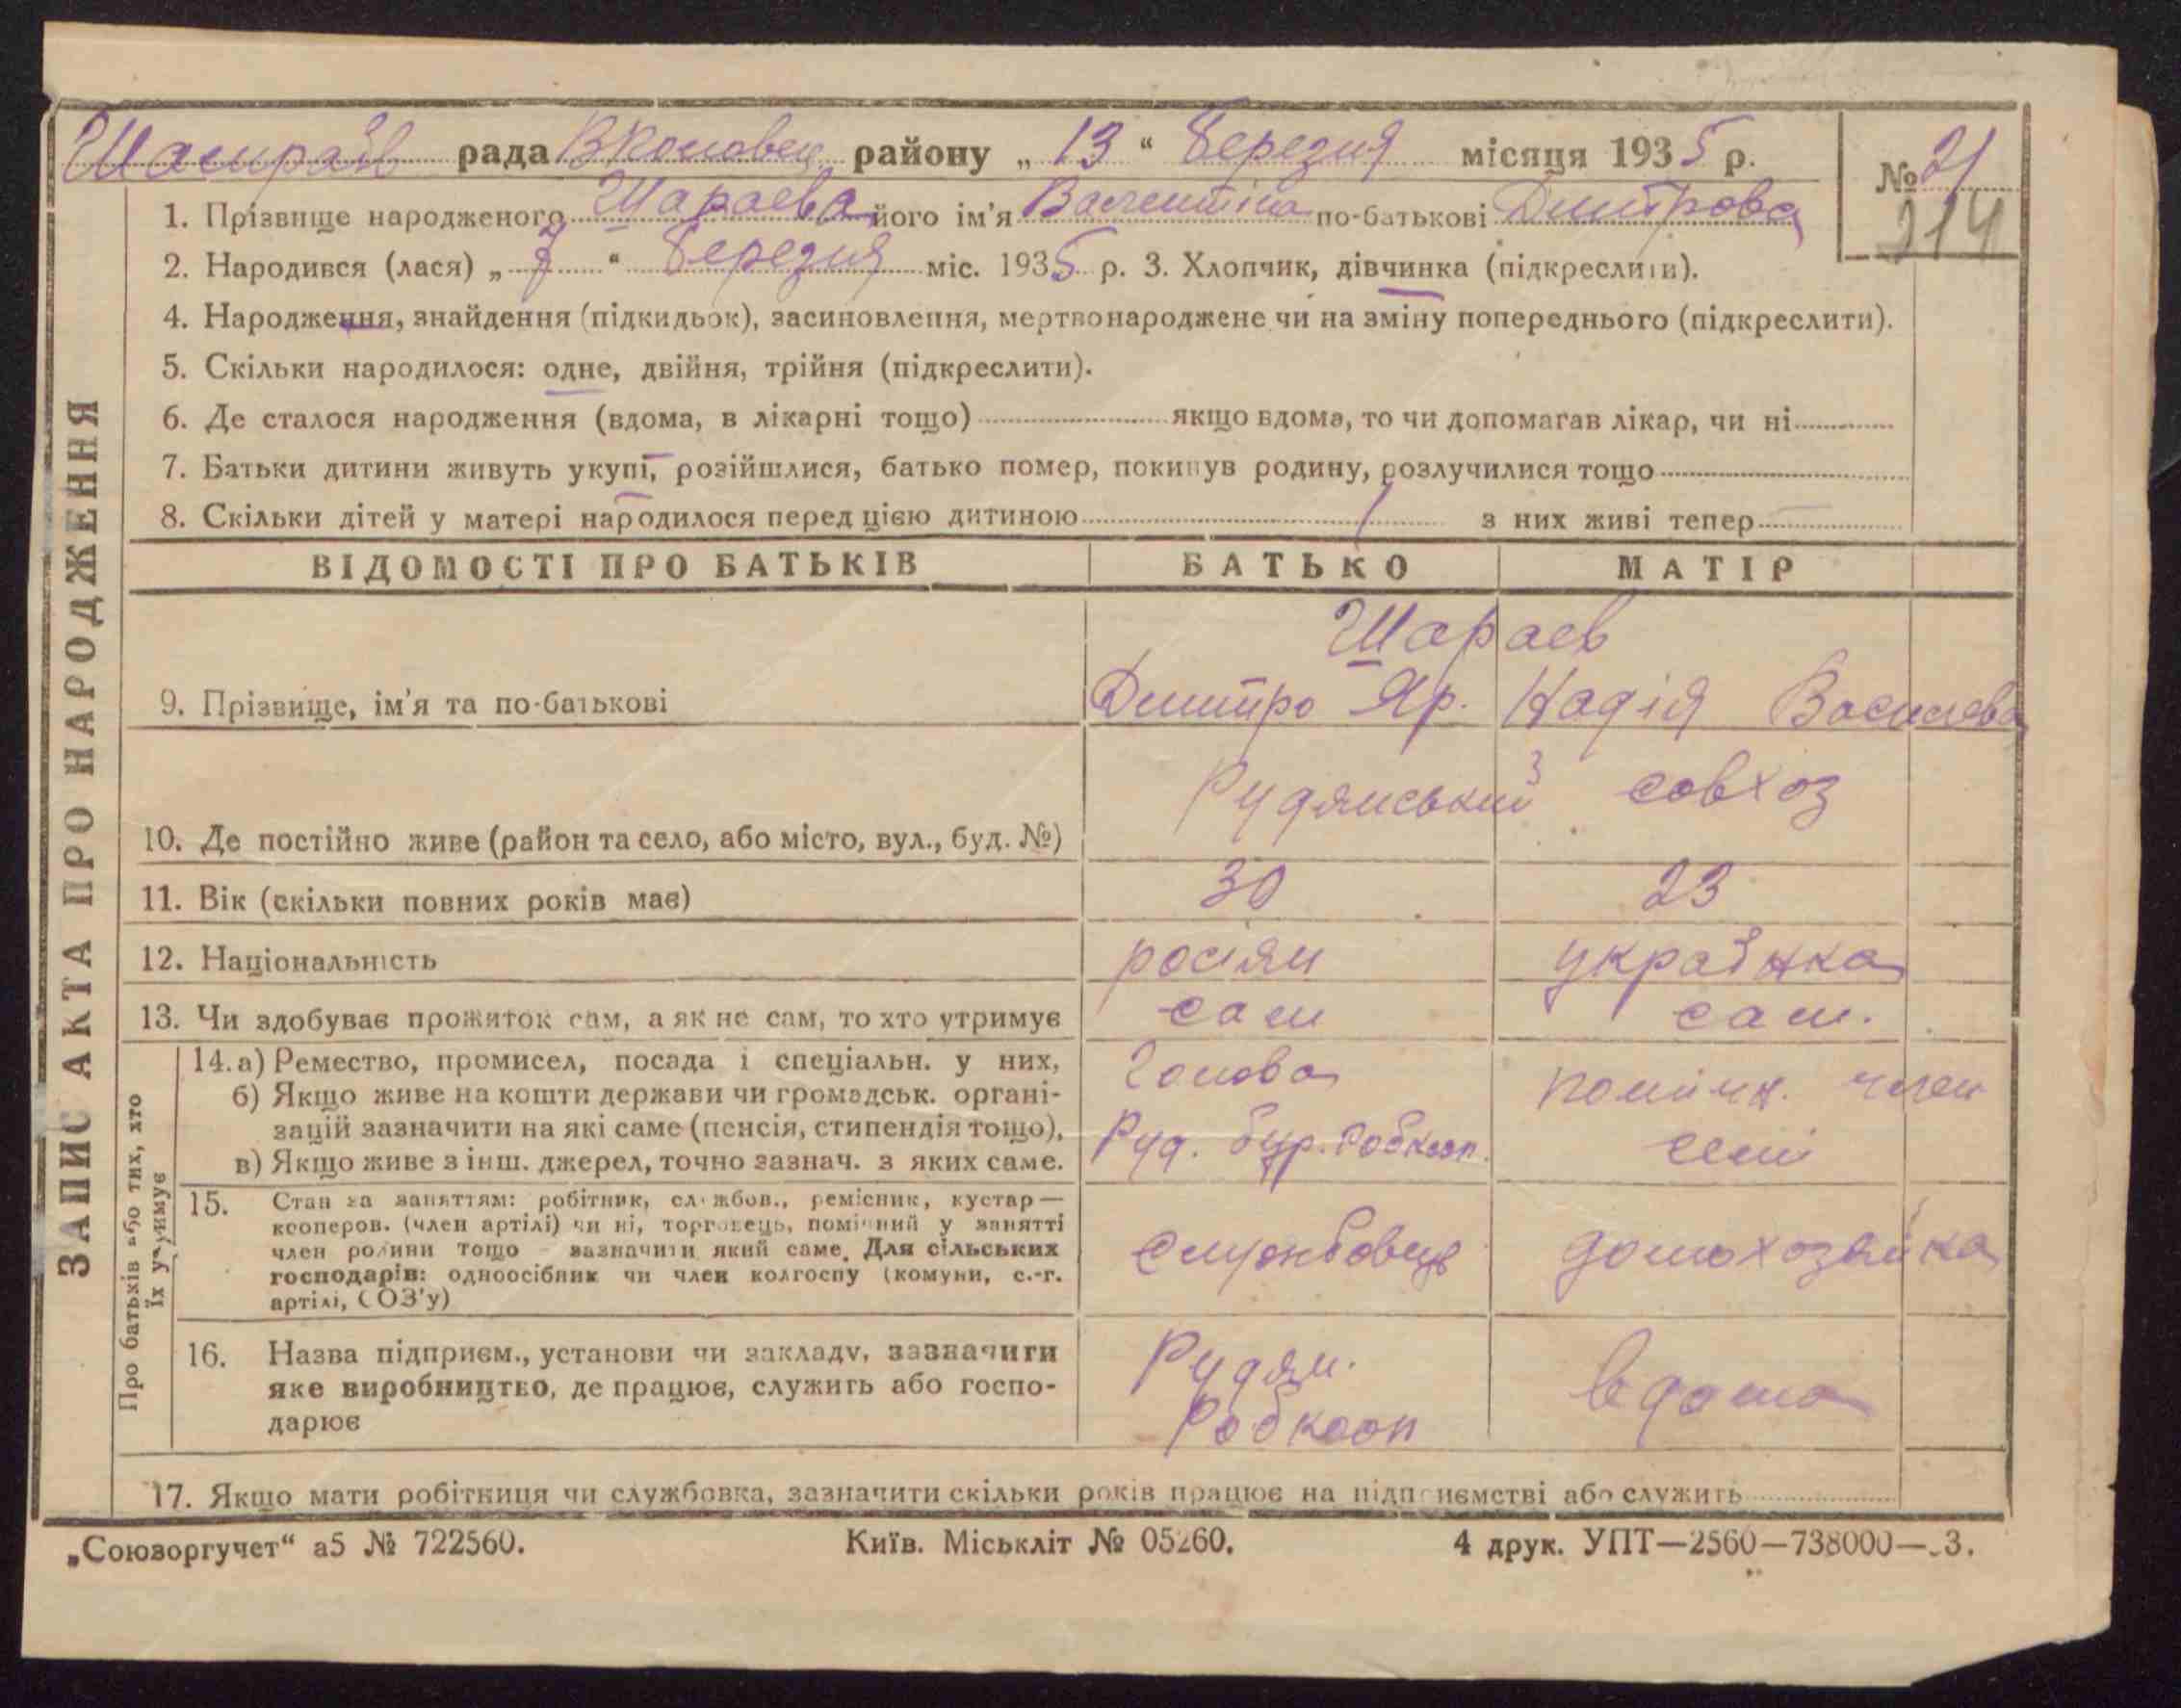 Шамраїв рада Вколовец району „ 13 “ березня місяця 1935 р.
№ 21
214
1. Прізвище народженого Шараева його ім'я Валентіна по-батькові Дмитрова
2. Народився (лася) „ 7 “ березня міс. 1935 р. 3. Хлопчик, дівчинка (підкреслити).
4. Народження, знайдення (підкидьок), засиновлення, мертвонароджене чи на зміну попереднього (підкреслити).
5. Скільки народилося: одне, двійня, трійня (підкреслити).
6. Де сталося народження (вдома, в лікарні тощо) якщо вдома, то чи допомагав лікар, чи ні
7. Батьки дитини живуть укупі, розійшлися, батько помер, покинув родину, розлучилися тощо
8. Скільки дітей у матері народилося перед цією дитиною 1 з них живі тепер
ЗАПИС АКТА ПРО НАРОДЖЕННЯ
ВІДОМОСТІ ПРО БАТЬКІВ БАТЬКО МАТІР
Шараев
9. Прізвище, ім'я та по-батькові Дмитро Яр. Надія Василева
10. Де постійно живе (район та село, або місто, вул., буд. №) Рудянський совхоз
11. Вік (скільки повних років має) 30 23
12. Національність росіян українка
13. Чи здобуває прожиток сам, а як не сам, то хто утримує сам сам.
Про батьків або тих, хто
їх утримує
14. а) Ремество, промисел, посада і спеціальн. у них,
б) Якщо живе на кошти держави чи громадськ. органі-
зацій зазначити на які саме (пенсія, стипендія тощо),
в) Якщо живе з інш. джерел, точно зазнач. з яких саме.
Голова
Руд. бур. Робкооп.
помічн. член
семї
15. Стан за заняттям: робітник, службов., ремісник, кустар —
кооперов. (член артілі) чи ні, торговець, помічний у занятті
член родини тощо – зазначити який саме. Для сільських
господарів: одноосібник чи член колгоспу (комуни, с.-г.
артілі, СОЗ'у)
службовець домохозяйка
16. Назва підприєм., установи чи закладу, зазначити
яке виробництво, де працює, служить або госпо-
дарює
Рудян.
Робкооп
вдома
17. Якщо мати робітниця чи службовка, зазначити скільки років працює на підприємстві або служить
„Союзоргучет“ а5 № 722560. Київ. Міськліт № 05260. 4 друк. УПТ—2560—738000—3.